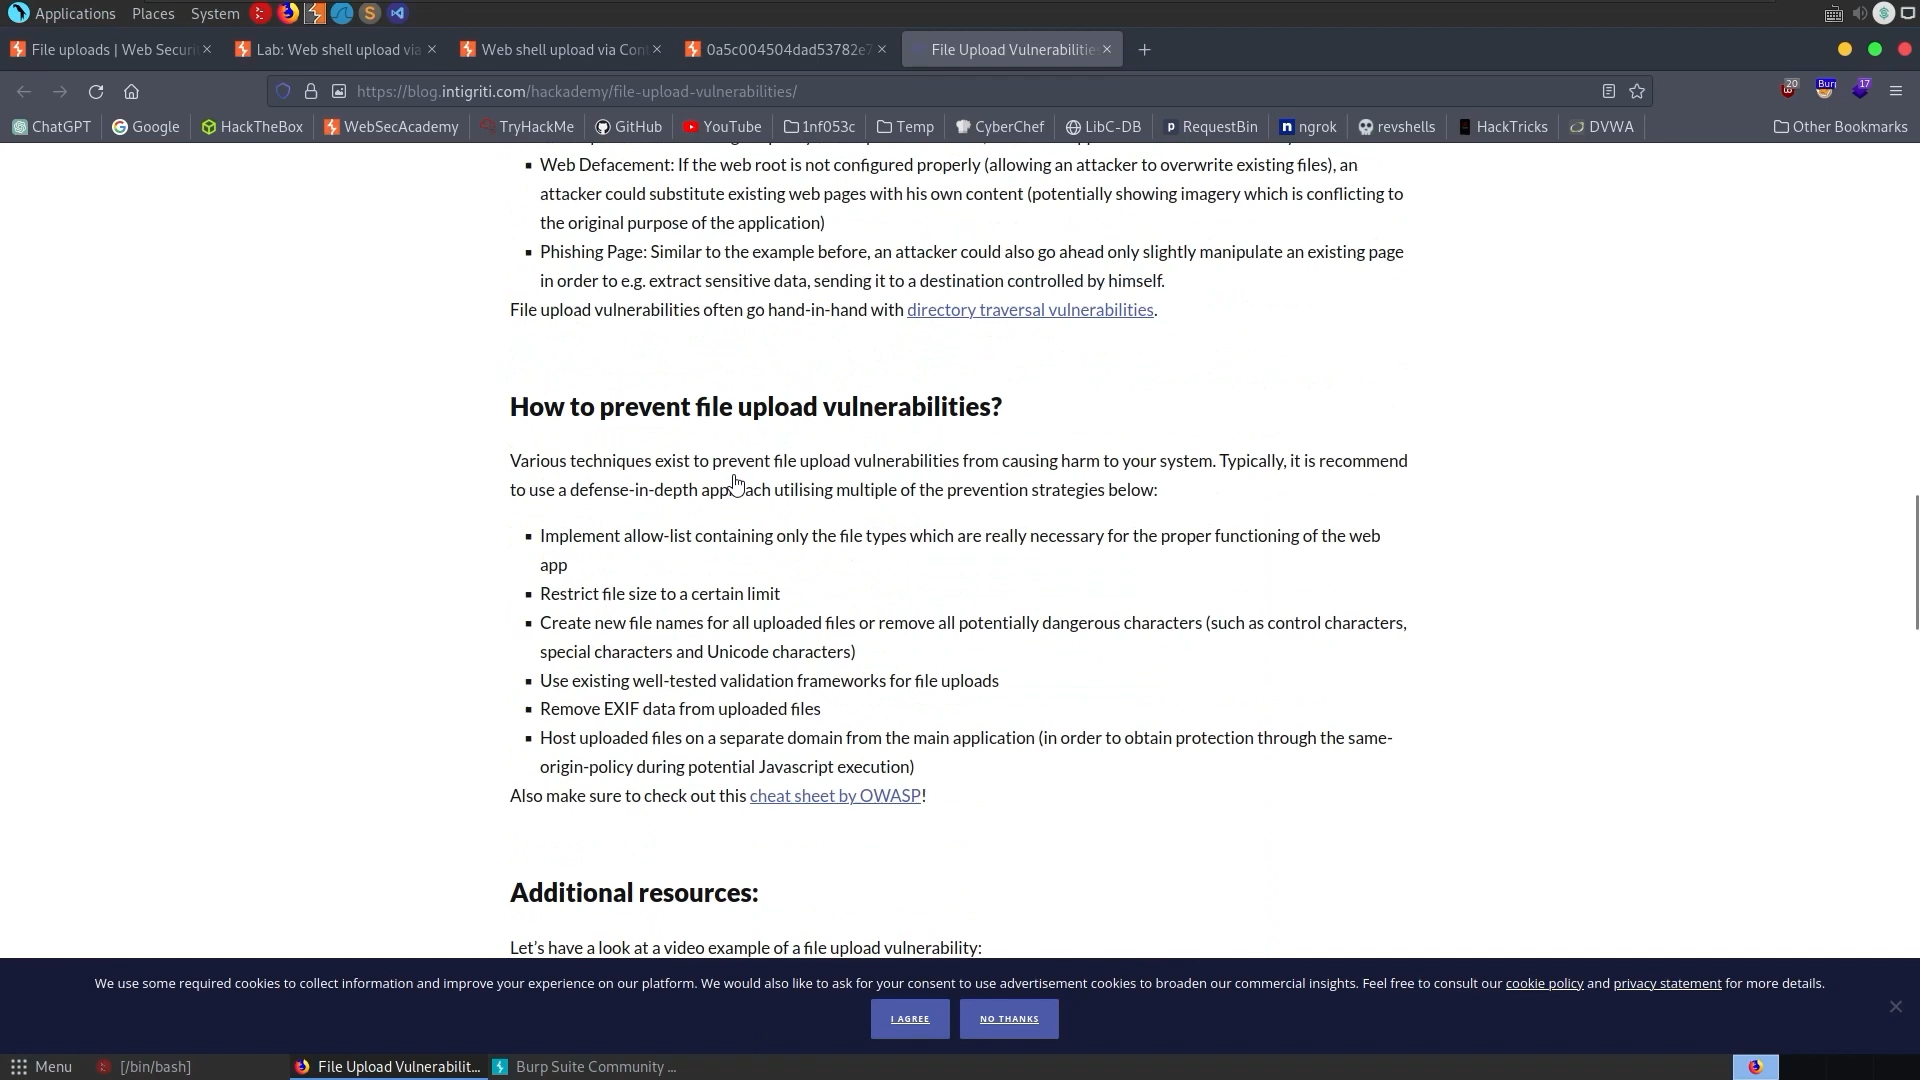 Applications Places System
File uploads | Web Securi
Lab: Web shell upload via
Web shell upload via Cont
0a5c004504dad53782e7
File Upload Vulnerabilitie
https://blog.intigriti.com/hackademy/file-upload-vulnerabilities/
20 Burp 17
ChatGPT Google HackTheBox WebSecAcademy TryHackMe GitHub YouTube 1nf053c Temp CyberChef LibC-DB RequestBin ngrok revshells HackTricks DVWA Other Bookmarks
▪ Web Defacement: If the web root is not configured properly (allowing an attacker to overwrite existing files), an
attacker could substitute existing web pages with his own content (potentially showing imagery which is conflicting to
the original purpose of the application)
▪ Phishing Page: Similar to the example before, an attacker could also go ahead only slightly manipulate an existing page
in order to e.g. extract sensitive data, sending it to a destination controlled by himself.
File upload vulnerabilities often go hand-in-hand with directory traversal vulnerabilities.
How to prevent file upload vulnerabilities?
Various techniques exist to prevent file upload vulnerabilities from causing harm to your system. Typically, it is recommend
to use a defense-in-depth approach utilising multiple of the prevention strategies below:
▪ Implement allow-list containing only the file types which are really necessary for the proper functioning of the web
app
▪ Restrict file size to a certain limit
▪ Create new file names for all uploaded files or remove all potentially dangerous characters (such as control characters,
special characters and Unicode characters)
▪ Use existing well-tested validation frameworks for file uploads
▪ Remove EXIF data from uploaded files
▪ Host uploaded files on a separate domain from the main application (in order to obtain protection through the same-
origin-policy during potential Javascript execution)
Also make sure to check out this cheat sheet by OWASP!
Additional resources:
Let's have a look at a video example of a file upload vulnerability:
We use some required cookies to collect information and improve your experience on our platform. We would also like to ask for your consent to use advertisement cookies to broaden our commercial insights. Feel free to consult our cookie policy and privacy statement for more details.
I AGREE NO THANKS
Menu [/bin/bash] File Upload Vulnerabilit... Burp Suite Community ...